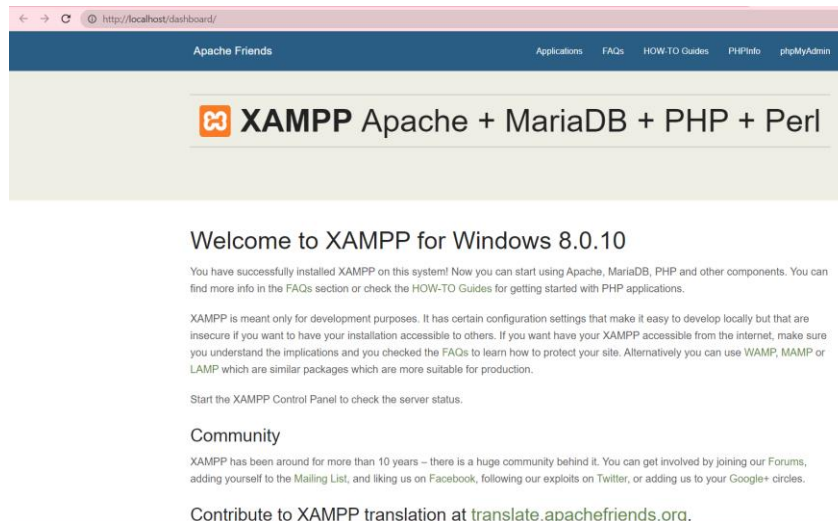 http://localhost/dashboard/
Apache Friends
Applications FAQs HOW-TO Guides PHPInfo phpMyAdmin
XAMPP Apache + MariaDB + PHP + Perl
Welcome to XAMPP for Windows 8.0.10
You have successfully installed XAMPP on this system! Now you can start using Apache, MariaDB, PHP and other components. You can
find more info in the FAQs section or check the HOW-TO Guides for getting started with PHP applications.
XAMPP is meant only for development purposes. It has certain configuration settings that make it easy to develop locally but that are
insecure if you want to have your installation accessible to others. If you want have your XAMPP accessible from the internet, make sure
you understand the implications and you checked the FAQs to learn how to protect your site. Alternatively you can use WAMP, MAMP or
LAMP which are similar packages which are more suitable for production.
Start the XAMPP Control Panel to check the server status.
Community
XAMPP has been around for more than 10 years – there is a huge community behind it. You can get involved by joining our Forums,
adding yourself to the Mailing List, and liking us on Facebook, following our exploits on Twitter, or adding us to your Google+ circles.
Contribute to XAMPP translation at translate.apachefriends.org.